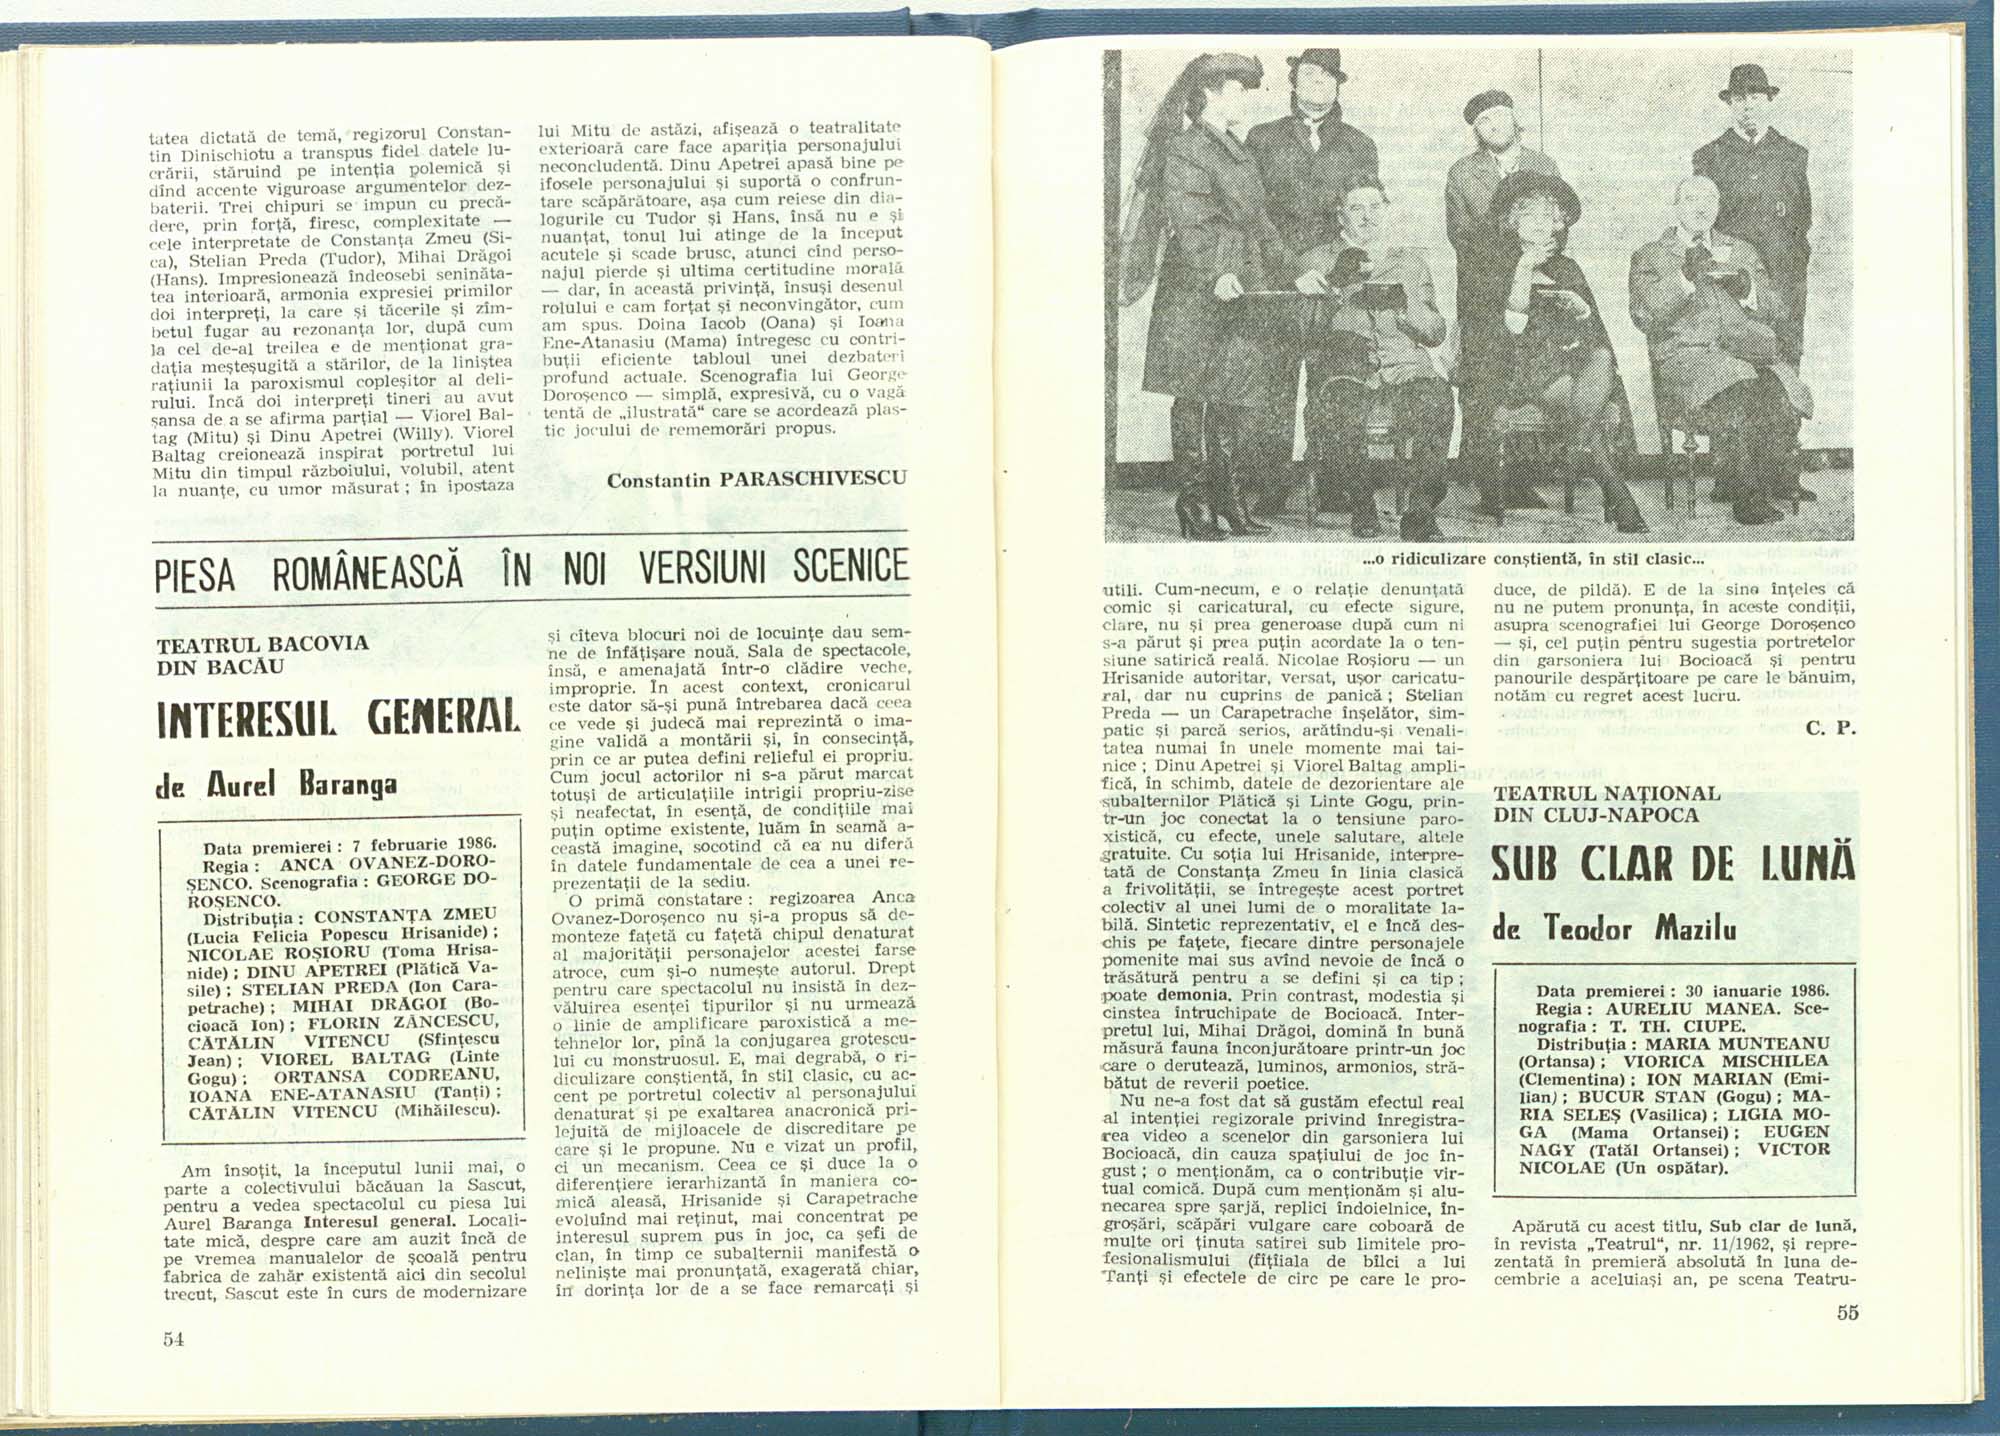 tatea dictată de temă, regizorul Constan-
tin Dinischiotu a transpus fidel datele lu-
crării, stăruind pe intenția polemică și
dînd accente viguroase argumentelor dez-
baterii. Trei chipuri se impun cu precă-
dere, prin forță, firesc, complexitate —
cele interpretate de Constanța Zmeu (Si-
ca), Stelian Preda (Tudor), Mihai Drăgoi
(Hans). Impresionează îndeosebi seninăta-
tea interioară, armonia expresiei primilor
doi interpreți, la care și tăcerile și zîm-
betul fugar au rezonanța lor, după cum
la cel de-al treilea e de menționat gra-
dația meșteșugită a stărilor, de la liniștea
rațiunii la paroxismul copleșitor al deli-
rului. Încă doi interpreți tineri au avut
șansa de a se afirma parțial — Viorel Bal-
tag (Mitu) și Dinu Apetrei (Willy). Viorel
Baltag creionează inspirat portretul lui
Mitu din timpul războiului, volubil, atent
la nuanțe, cu umor măsurat ; în ipostaza
lui Mitu de astăzi, afișează o teatralitate
exterioară care face apariția personajului
neconcludentă. Dinu Apetrei apasă bine pe
ifosele personajului și suportă o confrun-
tare scăpărătoare, așa cum reiese din dia-
logurile cu Tudor și Hans, însă nu e și
nuanțat, tonul lui atinge de la început
acutele și scade brusc, atunci cînd perso-
najul pierde și ultima certitudine morală
— dar, în această privință, însuși desenul
rolului e cam forțat și neconvingător, cum
am spus. Doina Iacob (Oana) și Ioana
Ene-Atanasiu (Mama) întregesc cu contri-
buții eficiente tabloul unei dezbateri
profund actuale. Scenografia lui George
Doroșenco — simplă, expresivă, cu o vagă
tentă de „ilustrată“ care se acordează plas-
tic jocului de rememorări propus.
Constantin PARASCHIVESCU
PIESA ROMÂNEASCĂ ÎN NOI VERSIUNI SCENICE
TEATRUL BACOVIA
DIN BACĂU
INTERESUL GENERAL
de Aurel Baranga
Data premierei : 7 februarie 1986.
Regia : ANCA OVANEZ-DORO-
ȘENCO. Scenografia : GEORGE DO-
ROȘENCO.
Distribuția : CONSTANȚA ZMEU
(Lucia Felicia Popescu Hrisanide) ;
NICOLAE ROȘIORU (Toma Hrisa-
nide) ; DINU APETREI (Plătică Va-
sile) ; STELIAN PREDA (Ion Cara-
petrache) ; MIHAI DRĂGOI (Bo-
cioacă Ion) ; FLORIN ZĂNCESCU,
CĂTĂLIN VITENCU (Sfințescu
Jean) ; VIOREL BALTAG (Linte
Gogu) ; ORTANSA CODREANU,
IOANA ENE-ATANASIU (Tanți) ;
CĂTĂLIN VITENCU (Mihăilescu).
Am însoțit, la începutul lunii mai, o
parte a colectivului băcăuan la Sascut,
pentru a vedea spectacolul cu piesa lui
Aurel Baranga Interesul general. Locali-
tate mică, despre care am auzit încă de
pe vremea manualelor de școală pentru
fabrica de zahăr existentă aici din secolul
trecut, Sascut este în curs de modernizare
și cîteva blocuri noi de locuințe dau sem-
ne de înfățișare nouă. Sala de spectacole,
însă, e amenajată într-o clădire veche,
improprie. În acest context, cronicarul
este dator să-și pună întrebarea dacă ceea
ce vede și judecă mai reprezintă o ima-
gine validă a montării și, în consecință,
prin ce ar putea defini relieful ei propriu.
Cum jocul actorilor ni s-a părut marcat
totuși de articulațiile intrigii propriu-zise
și neafectat, în esență, de condițiile mai
puțin optime existente, luăm în seamă a-
ceastă imagine, socotind că ea nu diferă
în datele fundamentale de cea a unei re-
prezentații de la sediu.
O primă constatare : regizoarea Anca
Ovanez-Doroșenco nu și-a propus să de-
monteze fațetă cu fațetă chipul denaturat
al majorității personajelor acestei farse
atroce, cum și-o numește autorul. Drept
pentru care spectacolul nu insistă în dez-
văluirea esenței tipurilor și nu urmează
o linie de amplificare paroxistică a me-
tehnelor lor, pînă la conjugarea grotescu-
lui cu monstruosul. E, mai degrabă, o ri-
diculizare conștientă, în stil clasic, cu ac-
cent pe portretul colectiv al personajului
denaturat și pe exaltarea anacronică pri-
lejuită de mijloacele de discreditare pe
care și le propune. Nu e vizat un profil,
ci un mecanism. Ceea ce și duce la o
diferențiere ierarhizantă în maniera co-
mică aleasă, Hrisanide și Carapetrache
evoluînd mai reținut, mai concentrat pe
interesul suprem pus în joc, ca șefi de
clan, în timp ce subalternii manifestă o
neliniște mai pronunțată, exagerată chiar,
în dorința lor de a se face remarcați și
54
...o ridiculizare conștientă, în stil clasic...
utili. Cum-necum, e o relație denunțată
comic și caricatural, cu efecte sigure,
clare, nu și prea generoase după cum ni
s-a părut și prea puțin acordate la o ten-
siune satirică reală. Nicolae Roșioru — un
Hrisanide autoritar, versat, ușor caricatu-
ral, dar nu cuprins de panică ; Stelian
Preda — un Carapetrache înșelător, sim-
patic și parcă serios, arătîndu-și venali-
tatea numai în unele momente mai tai-
nice ; Dinu Apetrei și Viorel Baltag ampli-
fică, în schimb, datele de dezorientare ale
subalternilor Plătică și Linte Gogu, prin-
tr-un joc conectat la o tensiune paro-
xistică, cu efecte, unele salutare, altele
gratuite. Cu soția lui Hrisanide, interpre-
tată de Constanța Zmeu în linia clasică
a frivolității, se întregește acest portret
colectiv al unei lumi de o moralitate la-
bilă. Sintetic reprezentativ, el e încă des-
chis pe fațete, fiecare dintre personajele
pomenite mai sus avînd nevoie de încă o
trăsătură pentru a se defini și ca tip ;
poate demonia. Prin contrast, modestia și
cinstea întruchipate de Bocioacă. Inter-
pretul lui, Mihai Drăgoi, domină în bună
măsură fauna înconjurătoare printr-un joc
care o derutează, luminos, armonios, stră-
bătut de reverii poetice.
Nu ne-a fost dat să gustăm efectul real
al intenției regizorale privind înregistra-
rea video a scenelor din garsoniera lui
Bocioacă, din cauza spațiului de joc în-
gust ; o menționăm, ca o contribuție vir-
tual comică. După cum menționăm și alu-
necarea spre șarjă, replici îndoielnice, în-
groșări, scăpări vulgare care coboară de
multe ori ținuta satirei sub limitele pro-
fesionalismului (fîțîiala de bîlci a lui
Tanți și efectele de circ pe care le pro-
duce, de pildă). E de la sine înțeles că
nu ne putem pronunța, în aceste condiții,
asupra scenografiei lui George Doroșenco
— și, cel puțin pentru sugestia portretelor
din garsoniera lui Bocioacă și pentru
panourile despărțitoare pe care le bănuim,
notăm cu regret acest lucru.
C. P.
TEATRUL NAȚIONAL
DIN CLUJ-NAPOCA
SUB CLAR DE LUNĂ
de Teodor Mazilu
Data premierei : 30 ianuarie 1986.
Regia : AURELIU MANEA. Sce-
nografia : T. TH. CIUPE.
Distribuția : MARIA MUNTEANU
(Ortansa) ; VIORICA MISCHILEA
(Clementina) ; ION MARIAN (Emi-
lian) ; BUCUR STAN (Gogu) ; MA-
RIA SELEȘ (Vasilica) ; LIGIA MO-
GA (Mama Ortansei) ; EUGEN
NAGY (Tatăl Ortansei) ; VICTOR
NICOLAE (Un ospătar).
Apărută cu acest titlu, Sub clar de lună,
în revista „Teatrul“, nr. 11/1962, și repre-
zentată în premieră absolută în luna de-
cembrie a aceluiași an, pe scena Teatru-
55